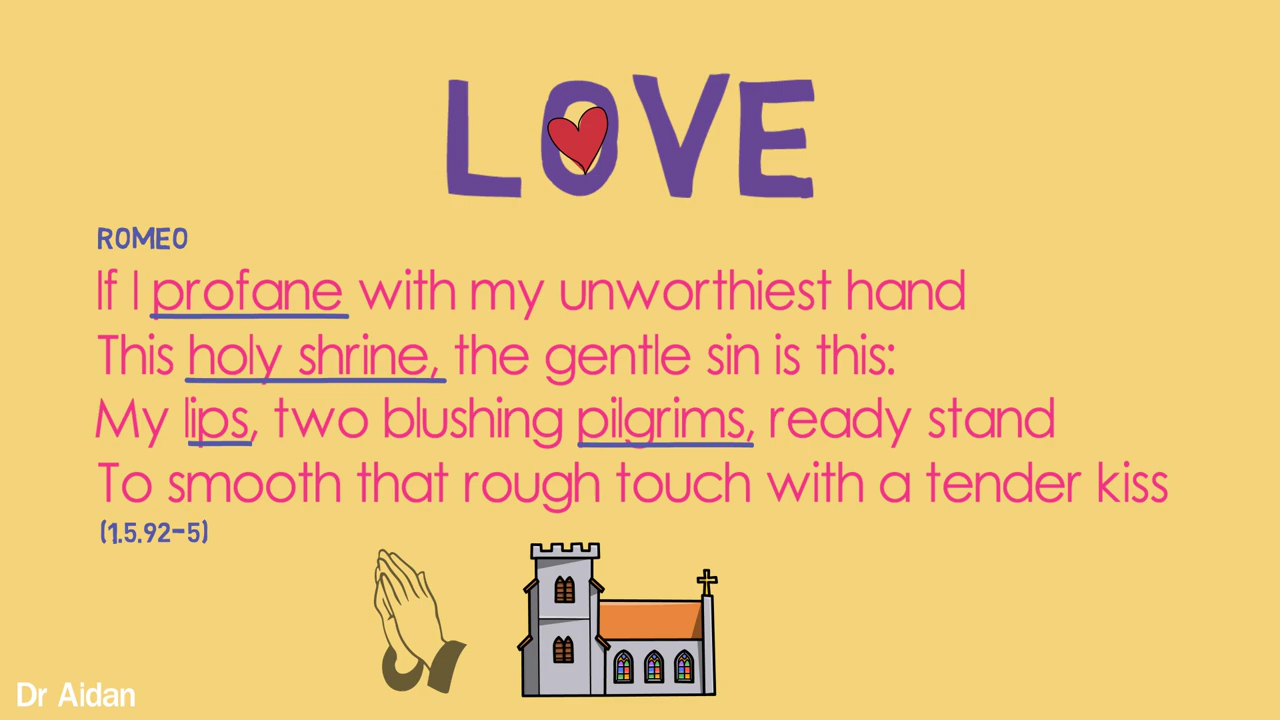 LOVE
ROMEO
If I profane with my unworthiest hand
This holy shrine, the gentle sin is this:
My lips, two blushing pilgrims, ready stand
To smooth that rough touch with a tender kiss
(1.5.92-5)
Dr Aidan